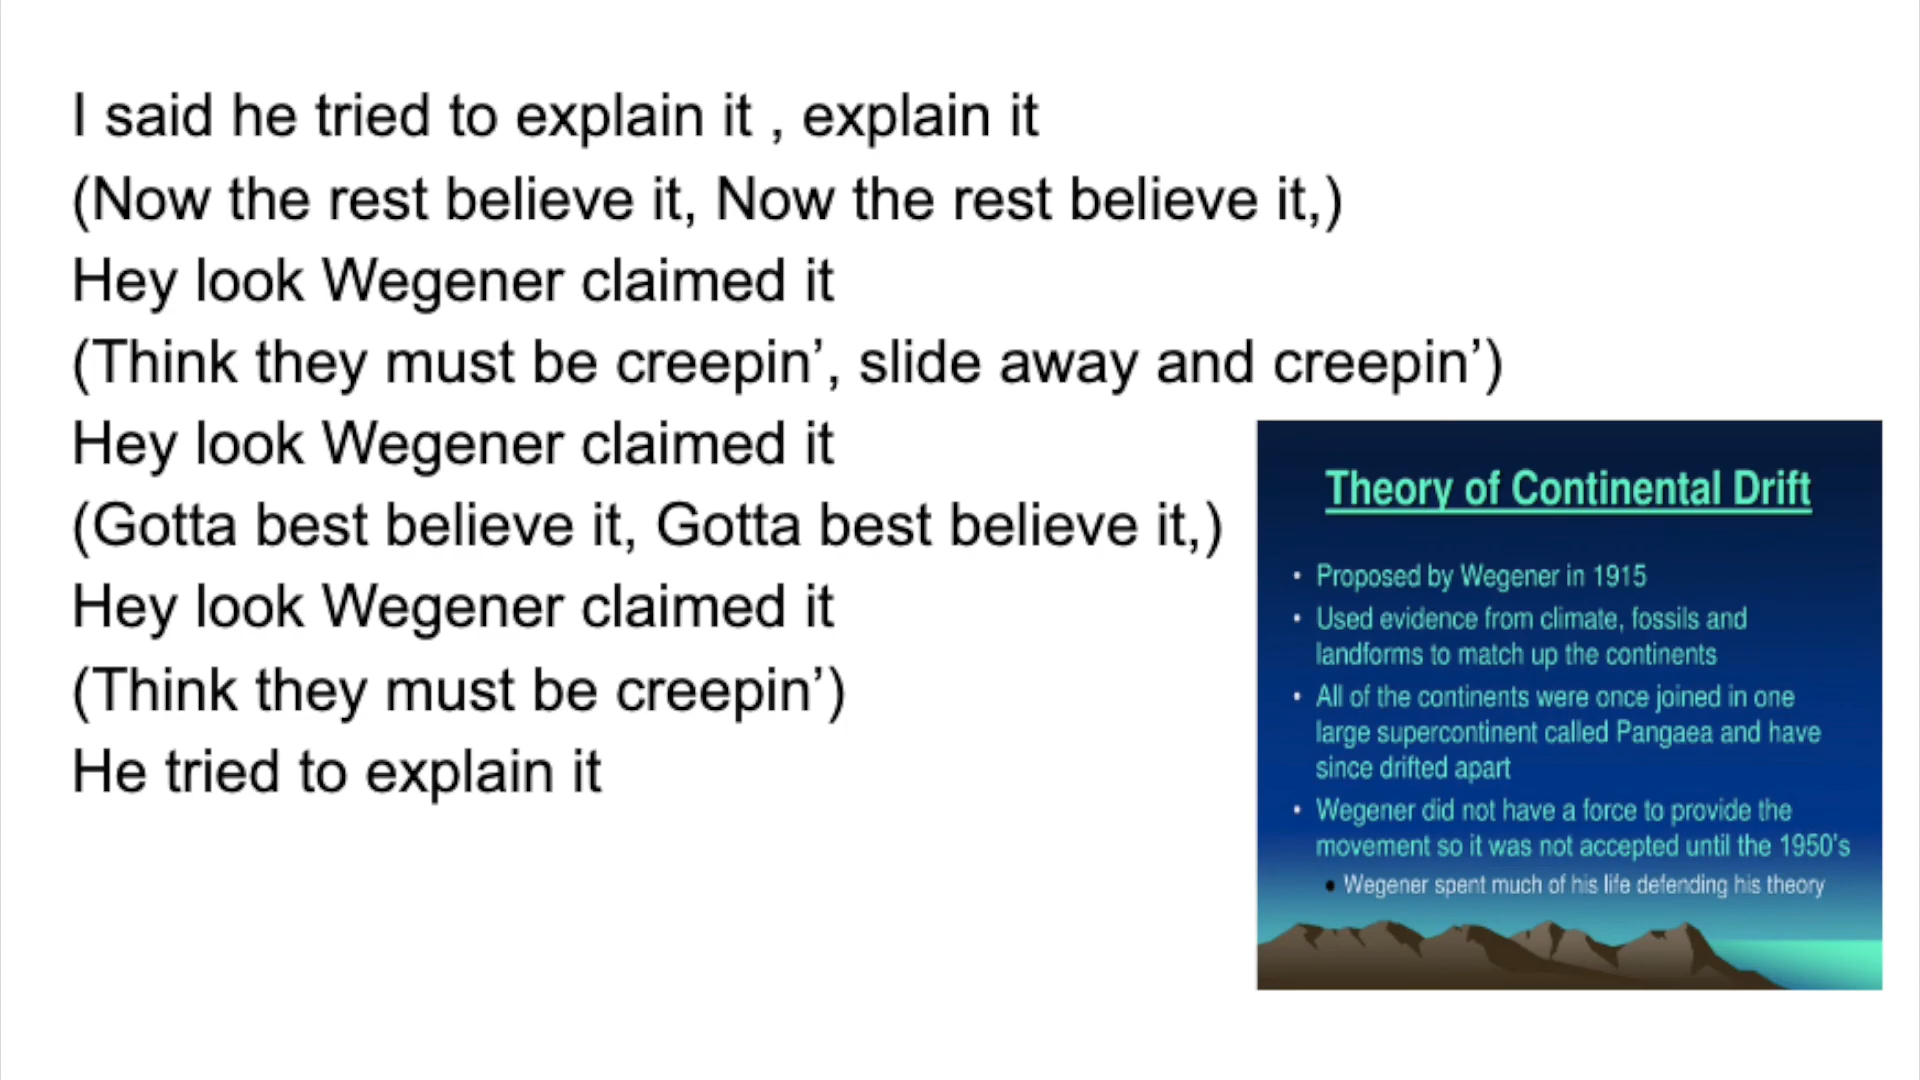 I said he tried to explain it , explain it
(Now the rest believe it, Now the rest believe it,)
Hey look Wegener claimed it
(Think they must be creepin’, slide away and creepin’)
Hey look Wegener claimed it
(Gotta best believe it, Gotta best believe it,)
Hey look Wegener claimed it
(Think they must be creepin’)
He tried to explain it
Theory of Continental Drift
• Proposed by Wegener in 1915
• Used evidence from climate, fossils and
landforms to match up the continents
• All of the continents were once joined in one
large supercontinent called Pangaea and have
since drifted apart
• Wegener did not have a force to provide the
movement so it was not accepted until the 1950's
• Wegener spent much of his life defending his theory